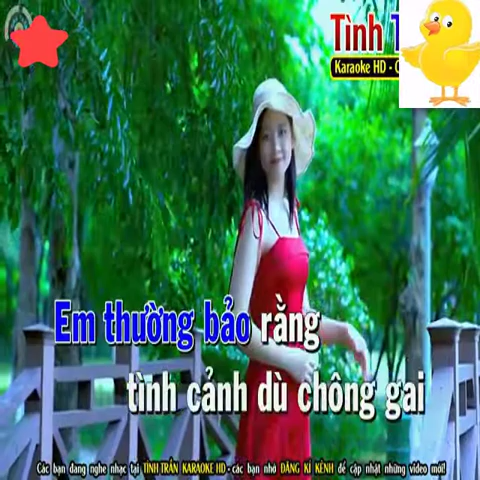 Tình
Karaoke HD -
Em thường bảo rằng
tình cảnh dù chông gai
Các bạn đang nghe nhạc tại TÌNH TRẦN KARAOKE HD - các bạn nhớ ĐĂNG KÍ KÊNH để cập nhật những video mới!